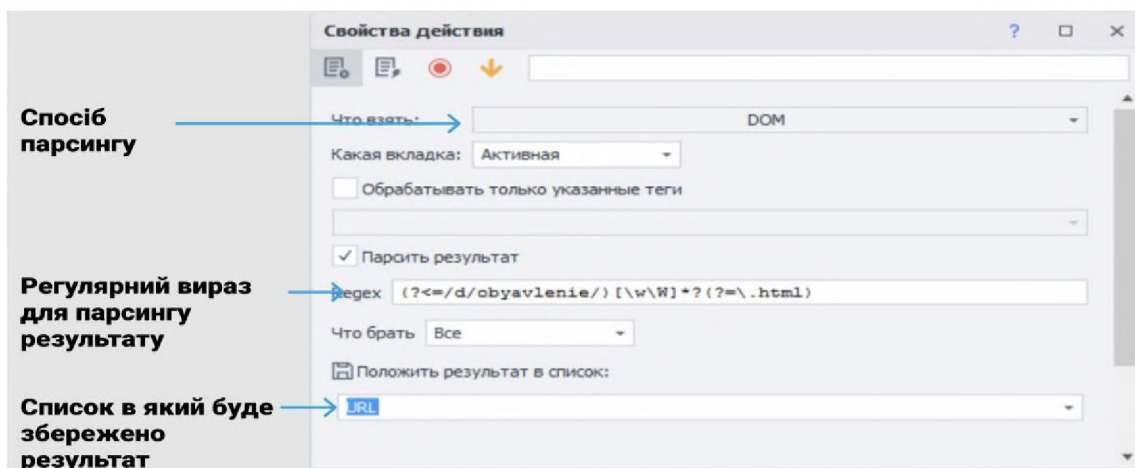 Свойства действия
?
Спосіб
парсингу
Что взять:
DOM
Какая вкладка: Активная
Обрабатывать только указанные теги
Парсить результат
Регулярний вираз
для парсингу
результату
Regex (?<=/d/obyavlenie/)[\w\W]*?(?=\.html)
Что брать Все
Положить результат в список:
Список в який буде
збережено
результат
URL